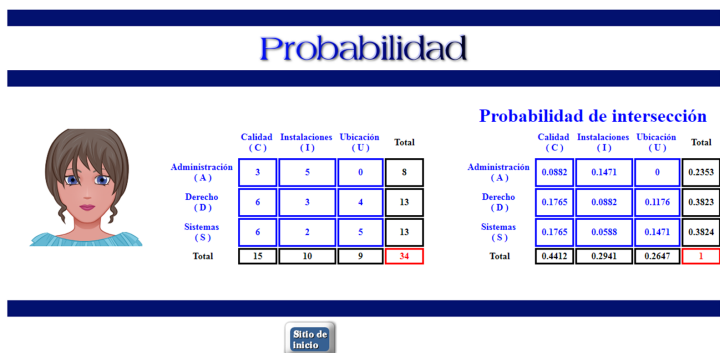 Probabilidad
Probabilidad de intersección
Calidad Instalaciones Ubicación Total
( C ) ( I ) ( U )
Administración ( A ) 3 5 0 8
Derecho ( D ) 6 3 4 13
Sistemas ( S ) 6 2 5 13
Total 15 10 9 34
Calidad Instalaciones Ubicación Total
( C ) ( I ) ( U )
Administración ( A ) 0.0882 0.1471 0 0.2353
Derecho ( D ) 0.1765 0.0882 0.1176 0.3823
Sistemas ( S ) 0.1765 0.0588 0.1471 0.3824
Total 0.4412 0.2941 0.2647 1
Sitio de
inicio